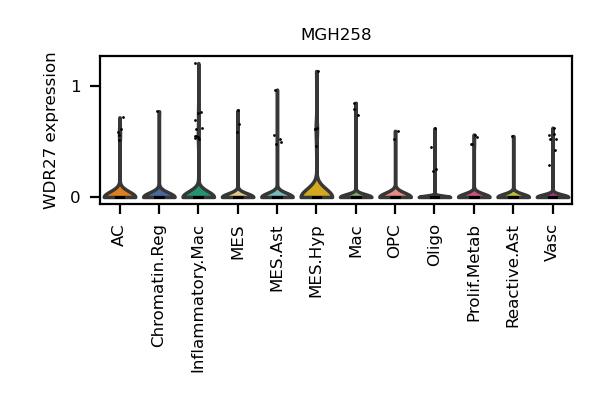 MGH258
WDR27 expression
1
0
AC
Chromatin.Reg
Inflammatory.Mac
MES
MES.Ast
MES.Hyp
Mac
OPC
Oligo
Prolif.Metab
Reactive.Ast
Vasc